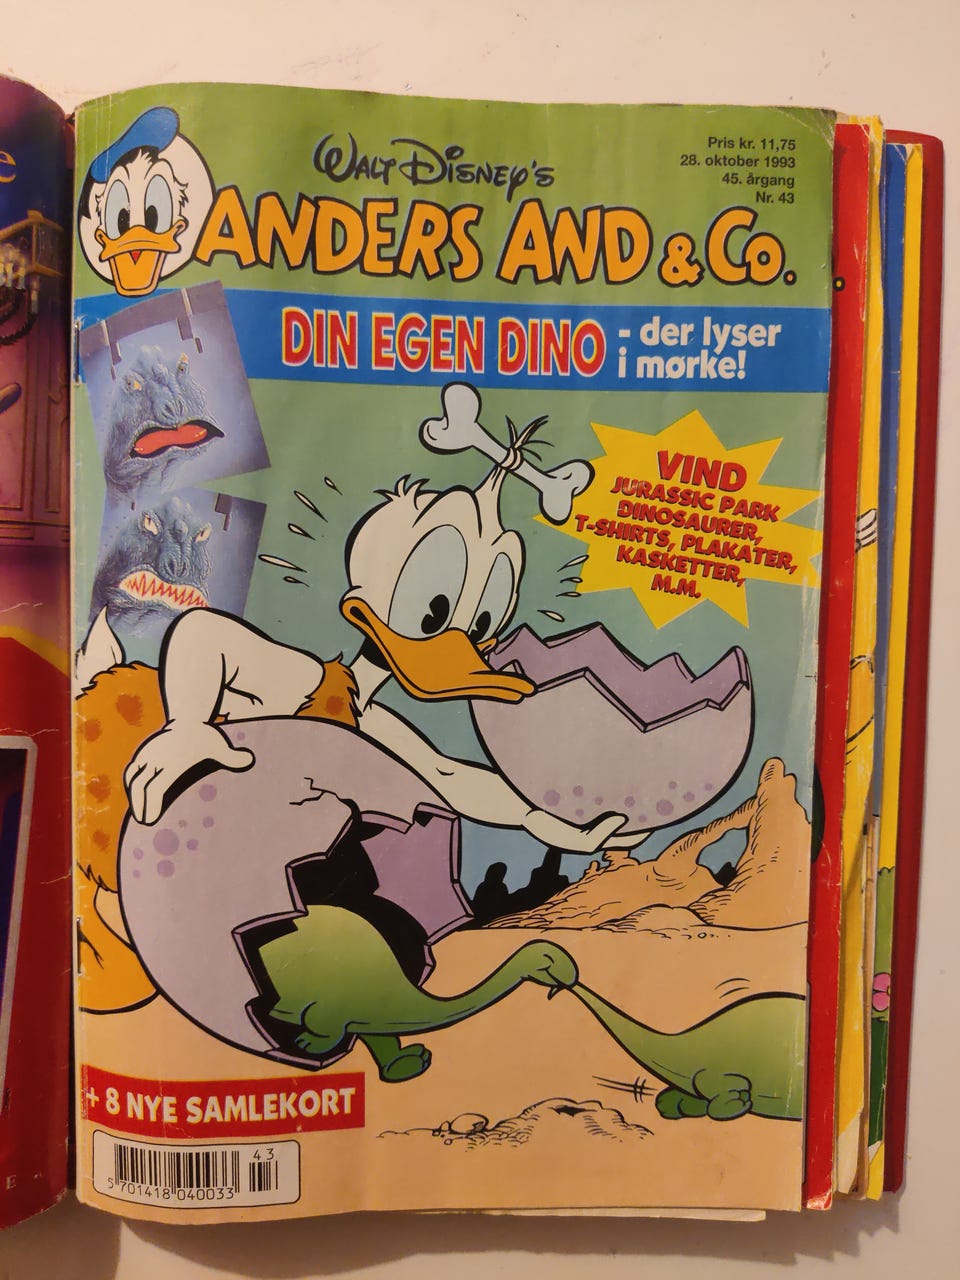 WALT DISNEY'S
ANDERS AND & Co.
Pris kr. 11,75
28. oktober 1993
45. årgang
Nr. 43
DIN EGEN DINO - der lyser
i mørke!
VIND
JURASSIC PARK
DINOSAURER,
T-SHIRTS, PLAKATER,
KASKETTER,
M.M.
+ 8 NYE SAMLEKORT
43
5 701418 040033